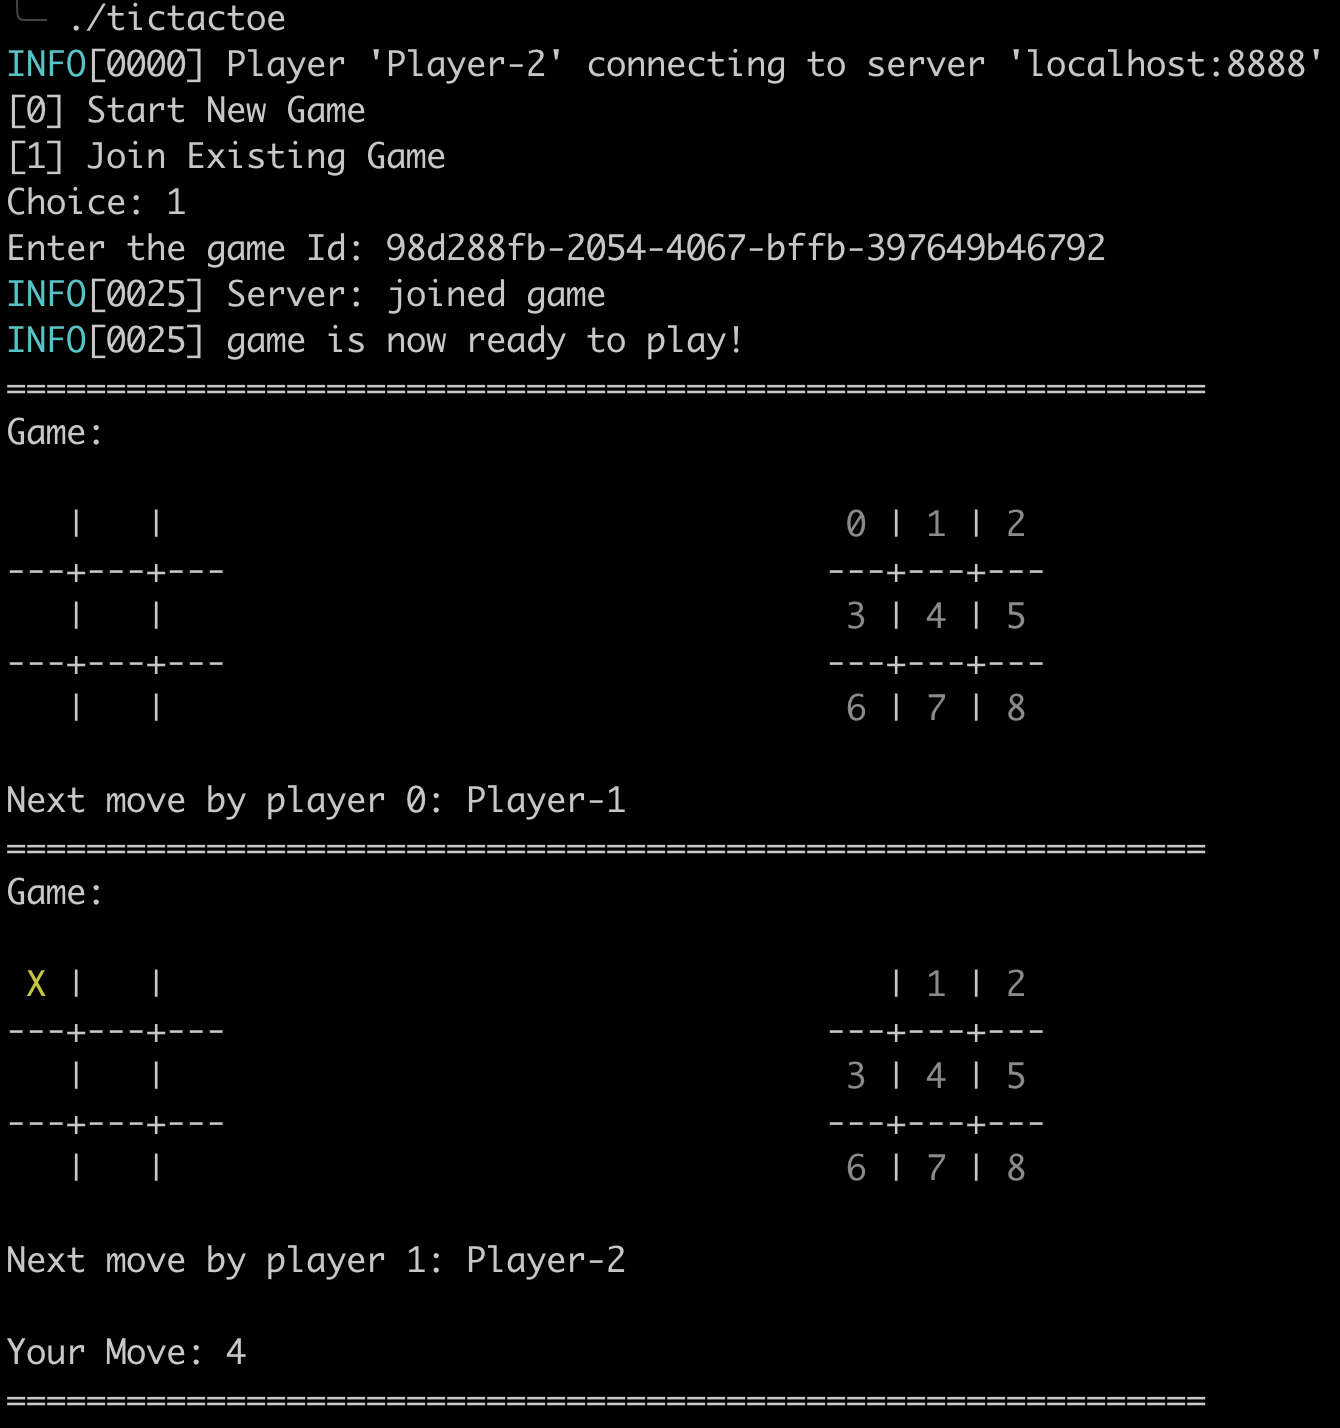 ./tictactoe
INFO[0000] Player 'Player-2' connecting to server 'localhost:8888'
[0] Start New Game
[1] Join Existing Game
Choice: 1
Enter the game Id: 98d288fb-2054-4067-bffb-397649b46792
INFO[0025] Server: joined game
INFO[0025] game is now ready to play!
============================================================
Game:
   |   |                                  0 | 1 | 2
---+---+---                              ---+---+---
   |   |                                  3 | 4 | 5
---+---+---                              ---+---+---
   |   |                                  6 | 7 | 8
Next move by player 0: Player-1
============================================================
Game:
 X |   |                                    | 1 | 2
---+---+---                              ---+---+---
   |   |                                  3 | 4 | 5
---+---+---                              ---+---+---
   |   |                                  6 | 7 | 8
Next move by player 1: Player-2
Your Move: 4
============================================================